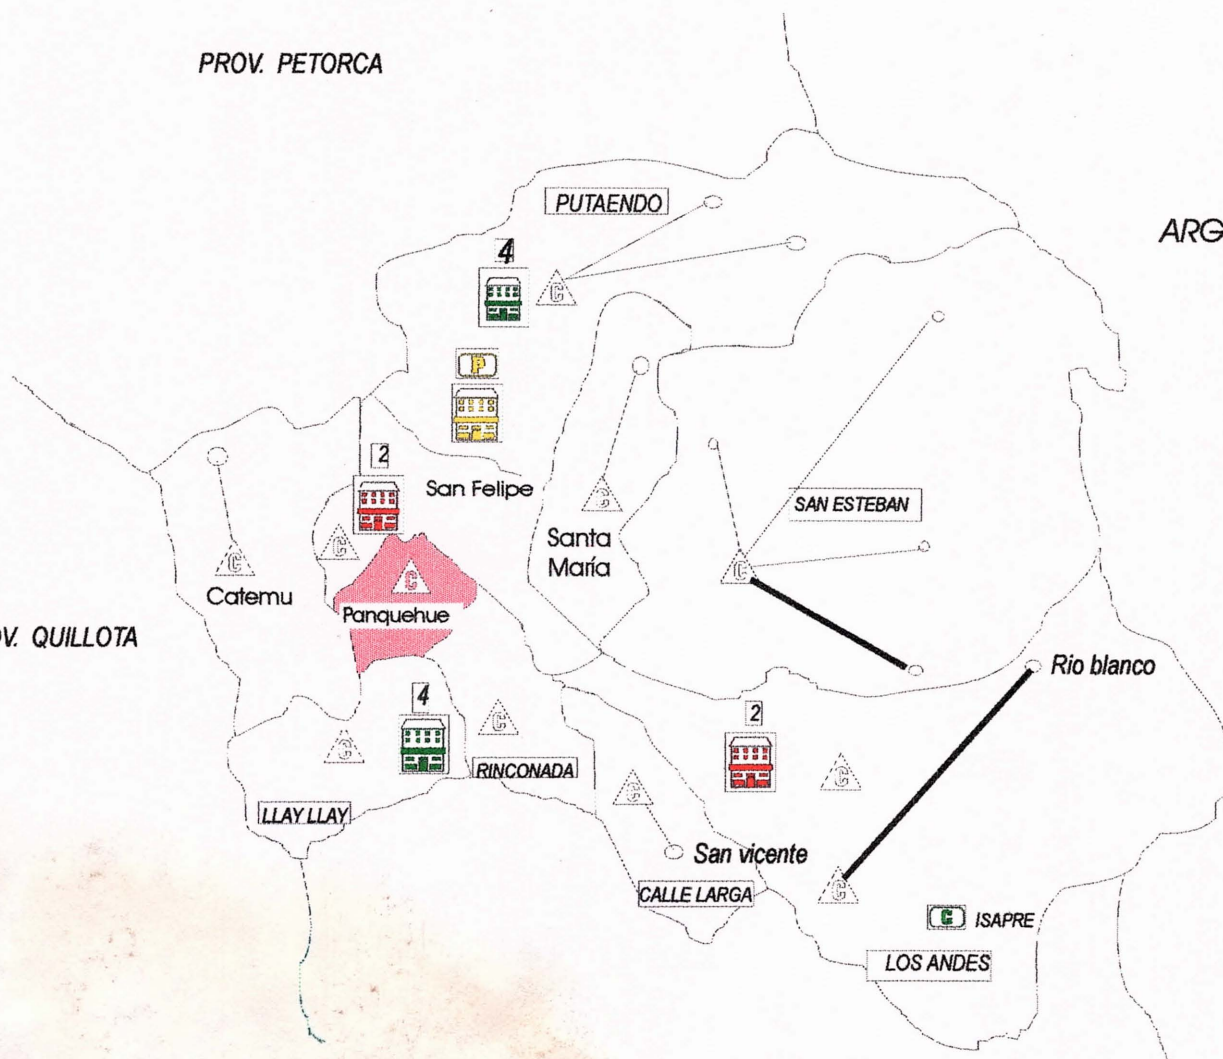 PROV. PETORCA
PUTAENDO
ARG
4
C
P
2
San Felipe
C
SAN ESTEBAN
Santa
María
C
C
C
C
Catemu
C
Panquehue
V. QUILLOTA
Rio blanco
4
2
C
C
RINCONADA
C
C
LLAY LLAY
San vicente
C
CALLE LARGA
C ISAPRE
LOS ANDES